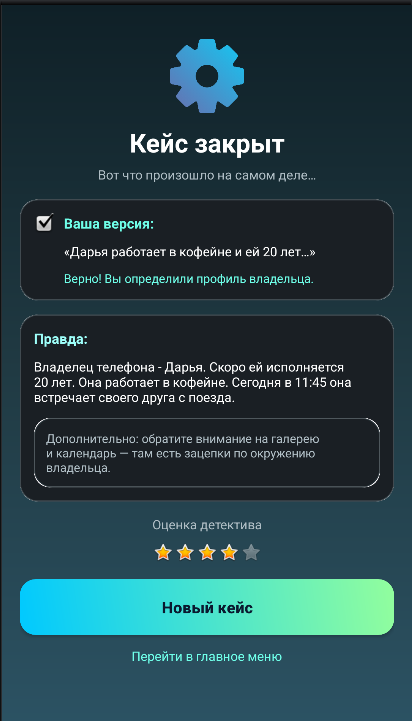 Кейс закрыт
Вот что произошло на самом деле…
Ваша версия:
«Дарья работает в кофейне и ей 20 лет…»
Верно! Вы определили профиль владельца.
Правда:
Владелец телефона - Дарья. Скоро ей исполняется
20 лет. Она работает в кофейне. Сегодня в 11:45 она
встречает своего друга с поезда.
Дополнительно: обратите внимание на галерею
и календарь — там есть зацепки по окружению
владельца.
Оценка детектива
Новый кейс
Перейти в главное меню